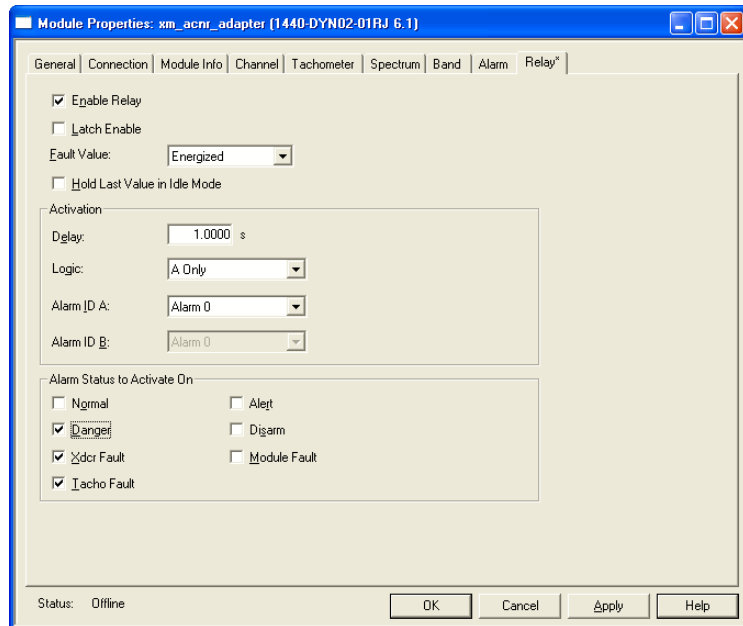 Module Properties: xm_acnr_adapter (1440-DYN02-01RJ 6.1)
General Connection Module Info Channel Tachometer Spectrum Band Alarm Relay*
Enable Relay
Latch Enable
Fault Value: Energized
Hold Last Value in Idle Mode
Activation
Delay: 1.0000 s
Logic: A Only
Alarm ID A: Alarm 0
Alarm ID B: Alarm 0
Alarm Status to Activate On
Normal Alert
Danger Disarm
Xdcr Fault Module Fault
Tacho Fault
Status: Offline OK Cancel Apply Help